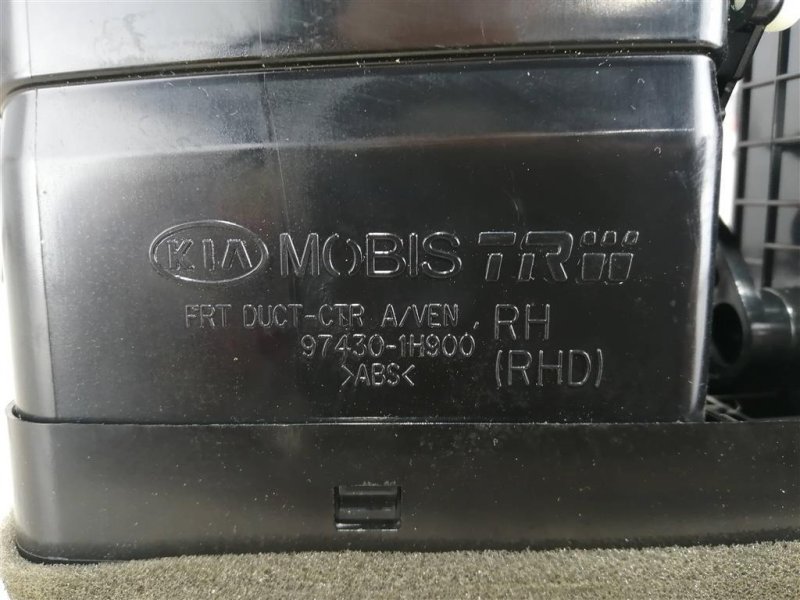 KIA MOBIS TRW
FRT DUCT-CTR A/VEN, RH
97430-1H900 (RHD)
>ABS<